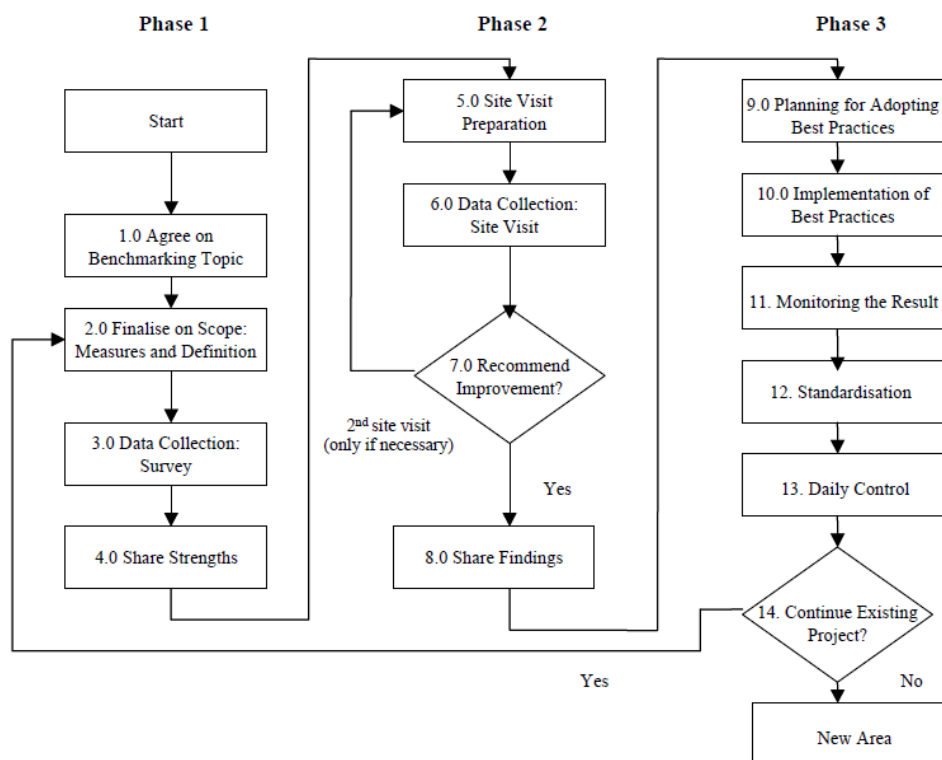 Phase 1
Start
1.0 Agree on
Benchmarking Topic
2.0 Finalise on Scope:
Measures and Definition
3.0 Data Collection:
Survey
4.0 Share Strengths
Phase 2
5.0 Site Visit
Preparation
6.0 Data Collection:
Site Visit
7.0 Recommend
Improvement?
2nd site visit
(only if necessary)
Yes
8.0 Share Findings
Phase 3
9.0 Planning for Adopting
Best Practices
10.0 Implementation of
Best Practices
11. Monitoring the Result
12. Standardisation
13. Daily Control
14. Continue Existing
Project?
Yes
No
New Area